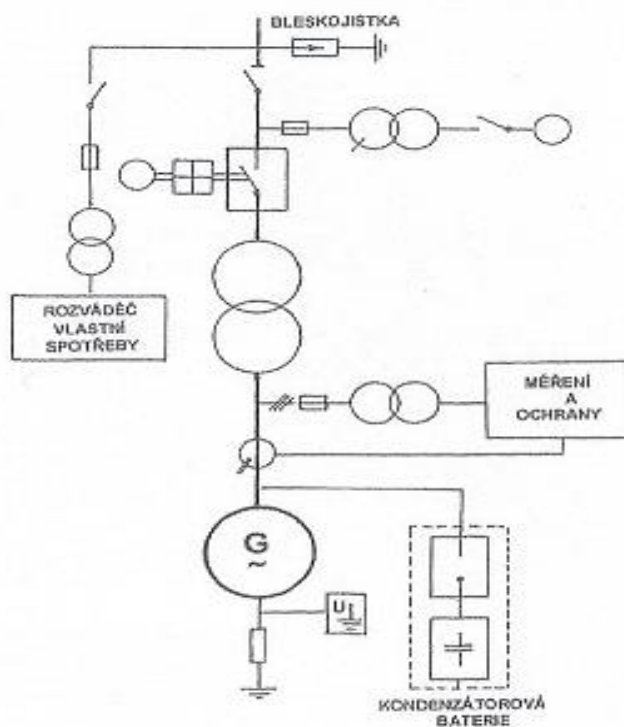 BLESKOJISTKA
ROZVÁDĚČ
VLASTNÍ
SPOTŘEBY
MĚŘENÍ
A
OCHRANY
G
~
U
KONDENZÁTOROVÁ
BATERIE